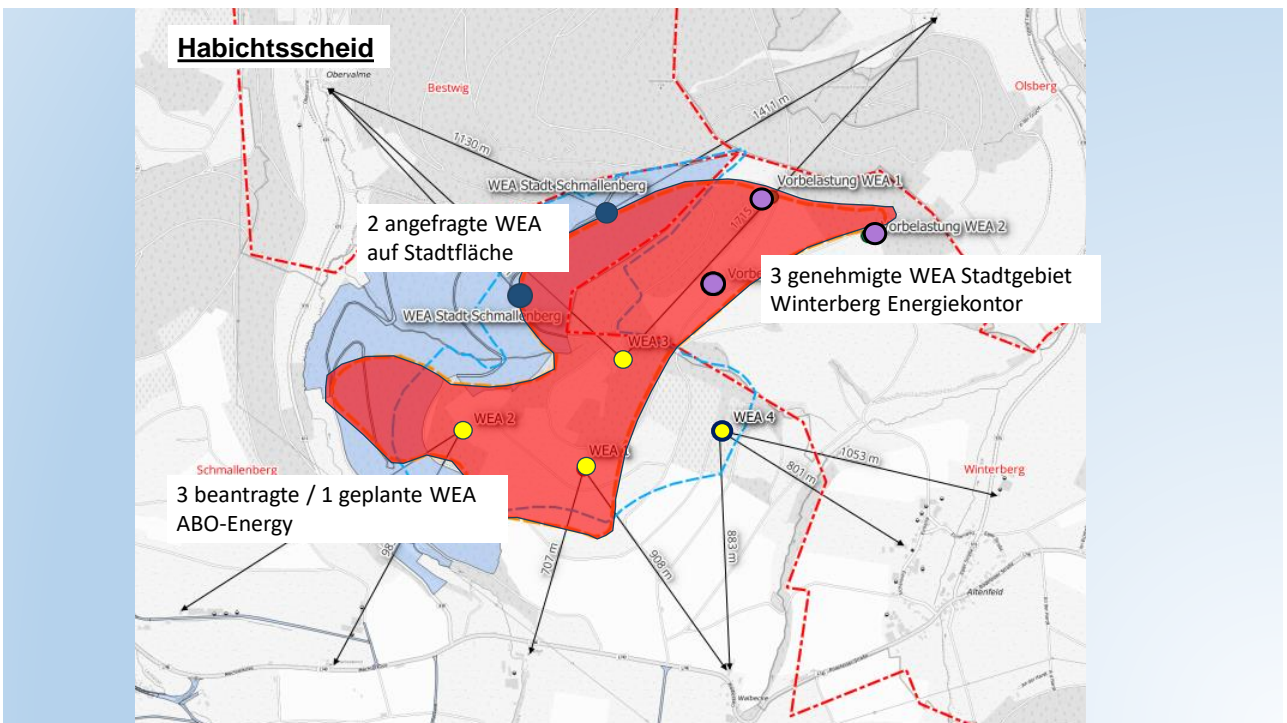 Habichtsscheid
Obervalme
Bestwig
Olsberg
1130 m
1411 m
WEA Stadt Schmallenberg
Vorbelastung WEA 1
2 angefragte WEA
auf Stadtfläche
1715
Vorbelastung WEA 2
3 genehmigte WEA Stadtgebiet
Winterberg Energiekontor
WEA Stadt Schmallenberg
WEA 3
WEA 2
WEA 4
WEA 1
1053 m
801 m
Schmallenberg
Winterberg
3 beantragte / 1 geplante WEA
ABO-Energy
707 m
908 m
883 m
Altenfeld
Walbecke